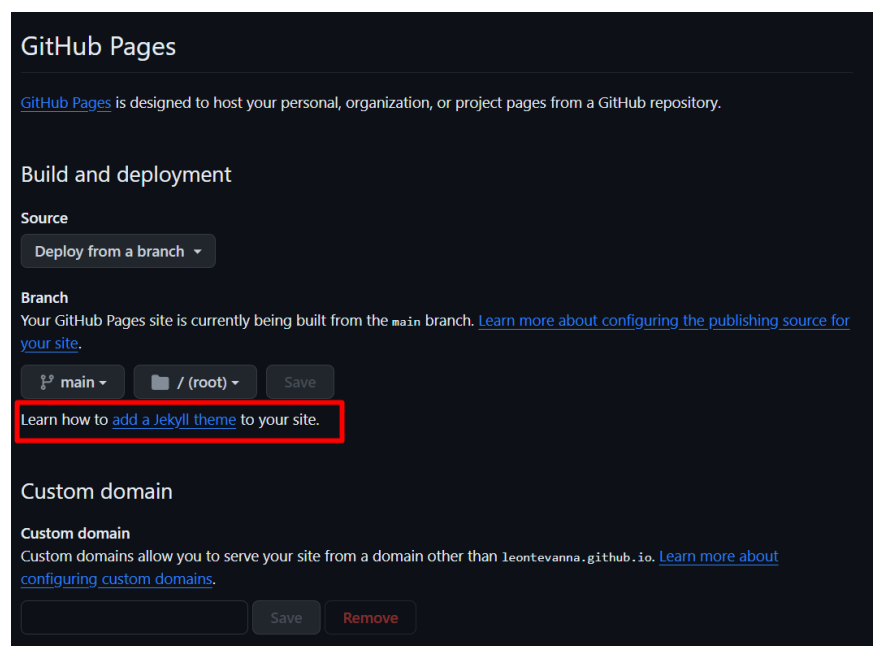 GitHub Pages
GitHub Pages is designed to host your personal, organization, or project pages from a GitHub repository.
Build and deployment
Source
Deploy from a branch
Branch
Your GitHub Pages site is currently being built from the main branch. Learn more about configuring the publishing source for
your site.
main / (root) Save
Learn how to add a Jekyll theme to your site.
Custom domain
Custom domain
Custom domains allow you to serve your site from a domain other than leontevanna.github.io. Learn more about
configuring custom domains.
Save Remove